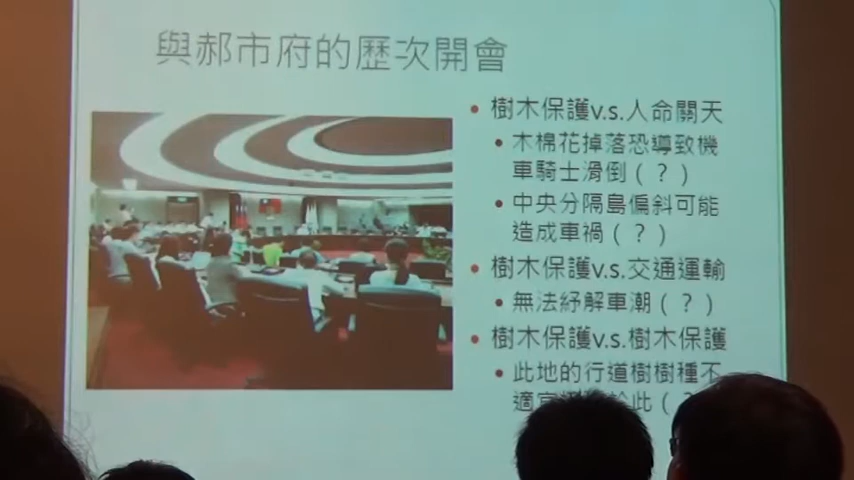 與郝市府的歷次開會
• 樹木保護v.s.人命關天
• 木棉花掉落恐導致機
車騎士滑倒(?)
• 中央分隔島偏斜可能
造成車禍(?)
• 樹木保護v.s.交通運輸
• 無法紓解車潮(?)
• 樹木保護v.s.樹木保護
• 此地的行道樹樹種不
適宜
此(